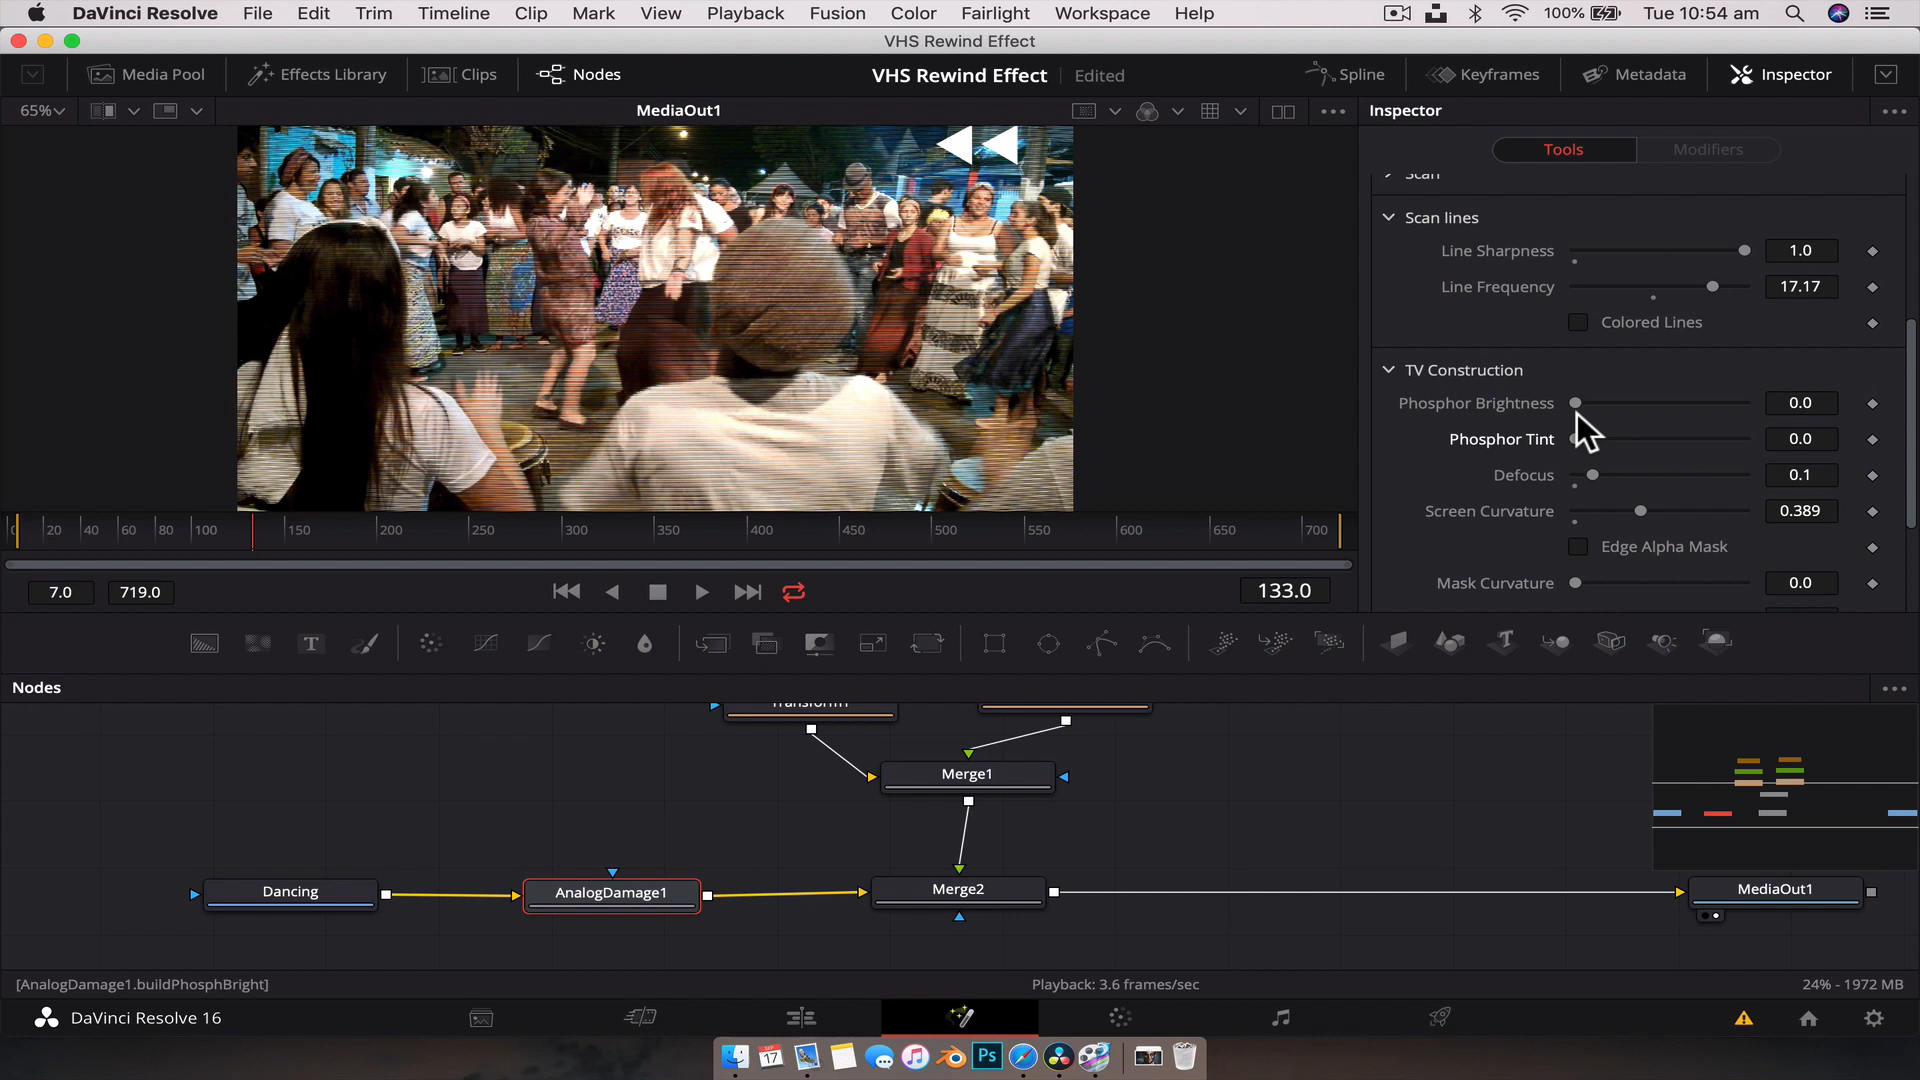 DaVinci Resolve File Edit Trim Timeline Clip Mark View Playback Fusion Color Fairlight Workspace Help 100% Tue 10:54 am
VHS Rewind Effect
Media Pool Effects Library Clips Nodes VHS Rewind Effect Edited Spline Keyframes Metadata Inspector
65% MediaOut1 Inspector
Tools Modifiers
Scan
Scan lines
Line Sharpness 1.0
Line Frequency 17.17
Colored Lines
TV Construction
Phosphor Brightness 0.0
Phosphor Tint 0.0
Defocus 0.1
Screen Curvature 0.389
Edge Alpha Mask
Mask Curvature 0.0
20 40 60 80 100 150 200 250 300 350 400 450 500 550 600 650 700
7.0 719.0 133.0
Nodes
Transform1
Merge1
Dancing AnalogDamage1 Merge2 MediaOut1
[AnalogDamage1.buildPhosphBright] Playback: 3.6 frames/sec 24% - 1972 MB
DaVinci Resolve 16
SEP
17
Ps